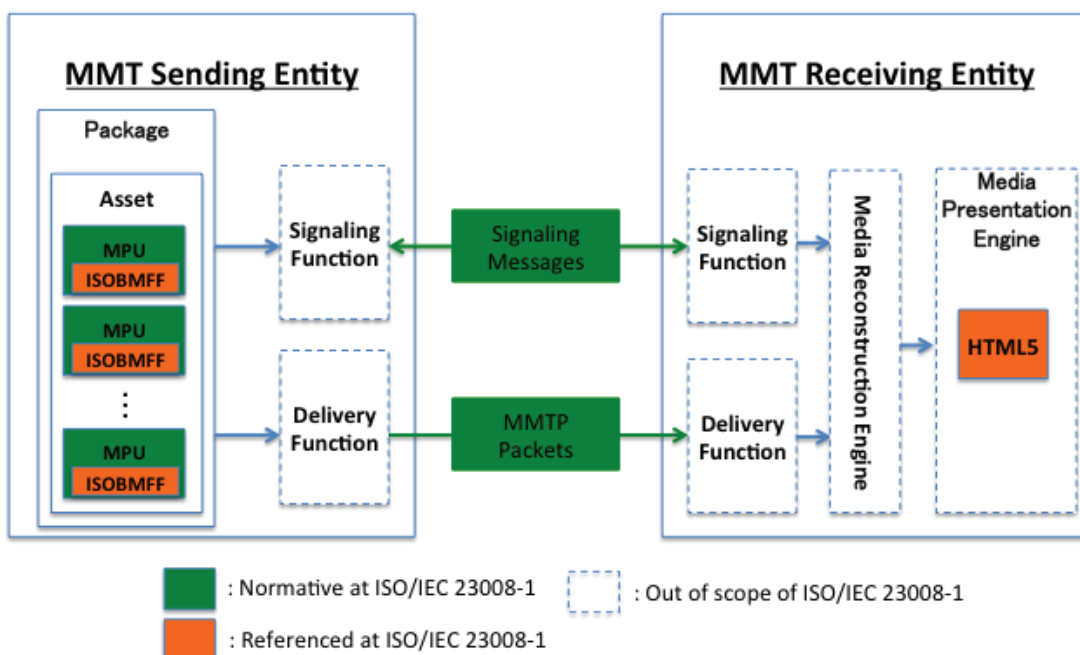 MMT Sending Entity
Package
Asset
MPU
ISOBMFF
MPU
ISOBMFF
⋮
MPU
ISOBMFF
Signaling
Function
Delivery
Function
Signaling
Messages
MMTP
Packets
MMT Receiving Entity
Signaling
Function
Delivery
Function
Media Reconstruction Engine
Media
Presentation
Engine
HTML5
: Normative at ISO/IEC 23008-1
: Out of scope of ISO/IEC 23008-1
: Referenced at ISO/IEC 23008-1